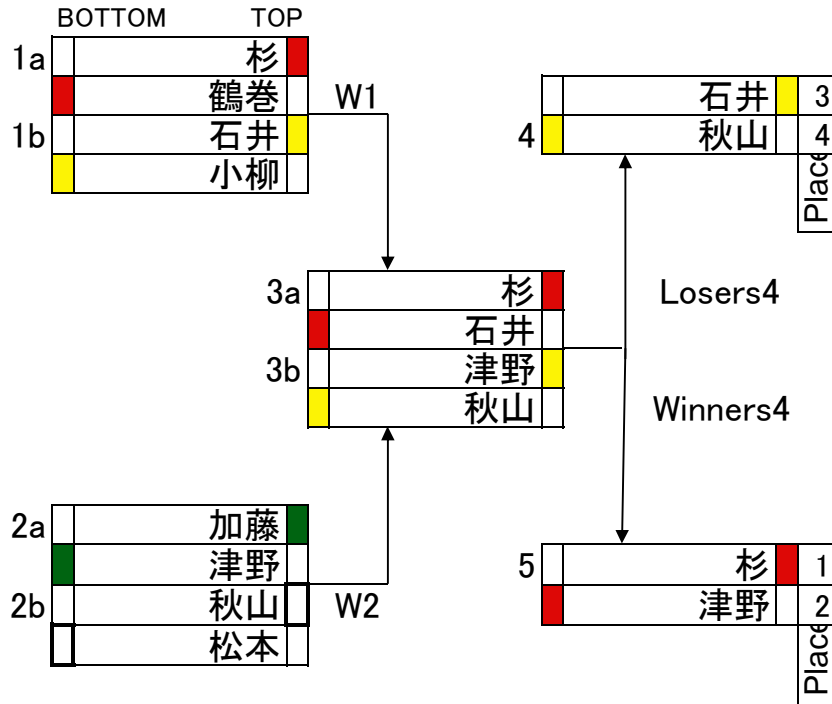 BOTTOM TOP
1a 杉
鶴巻
1b 石井
小柳
W1
石井 3
4 秋山 4
Place
3a 杉
石井
3b 津野
秋山
Losers4
Winners4
2a 加藤
津野
2b 秋山
松本
W2
5 杉 1
津野 2
Place